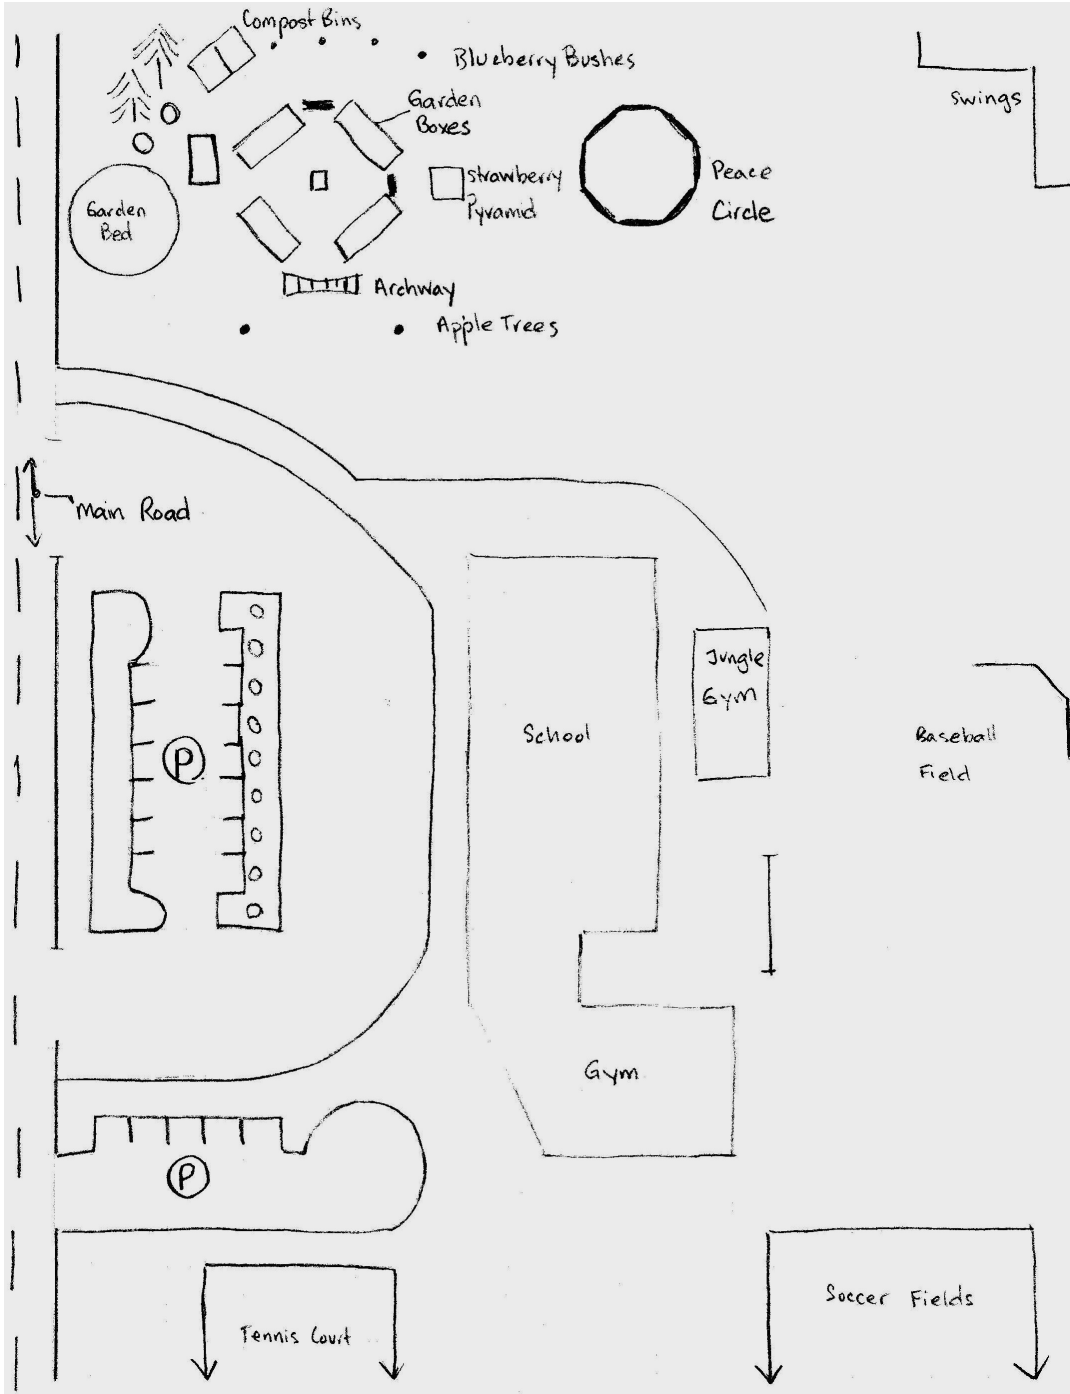 Compost Bins
Blueberry Bushes
Garden
Boxes
Swings
Strawberry
Pyramid
Peace
Circle
Garden
Bed
Archway
Apple Trees
Main Road
Jungle
Gym
School
Baseball
Field
P
Gym
P
Soccer Fields
Tennis Court